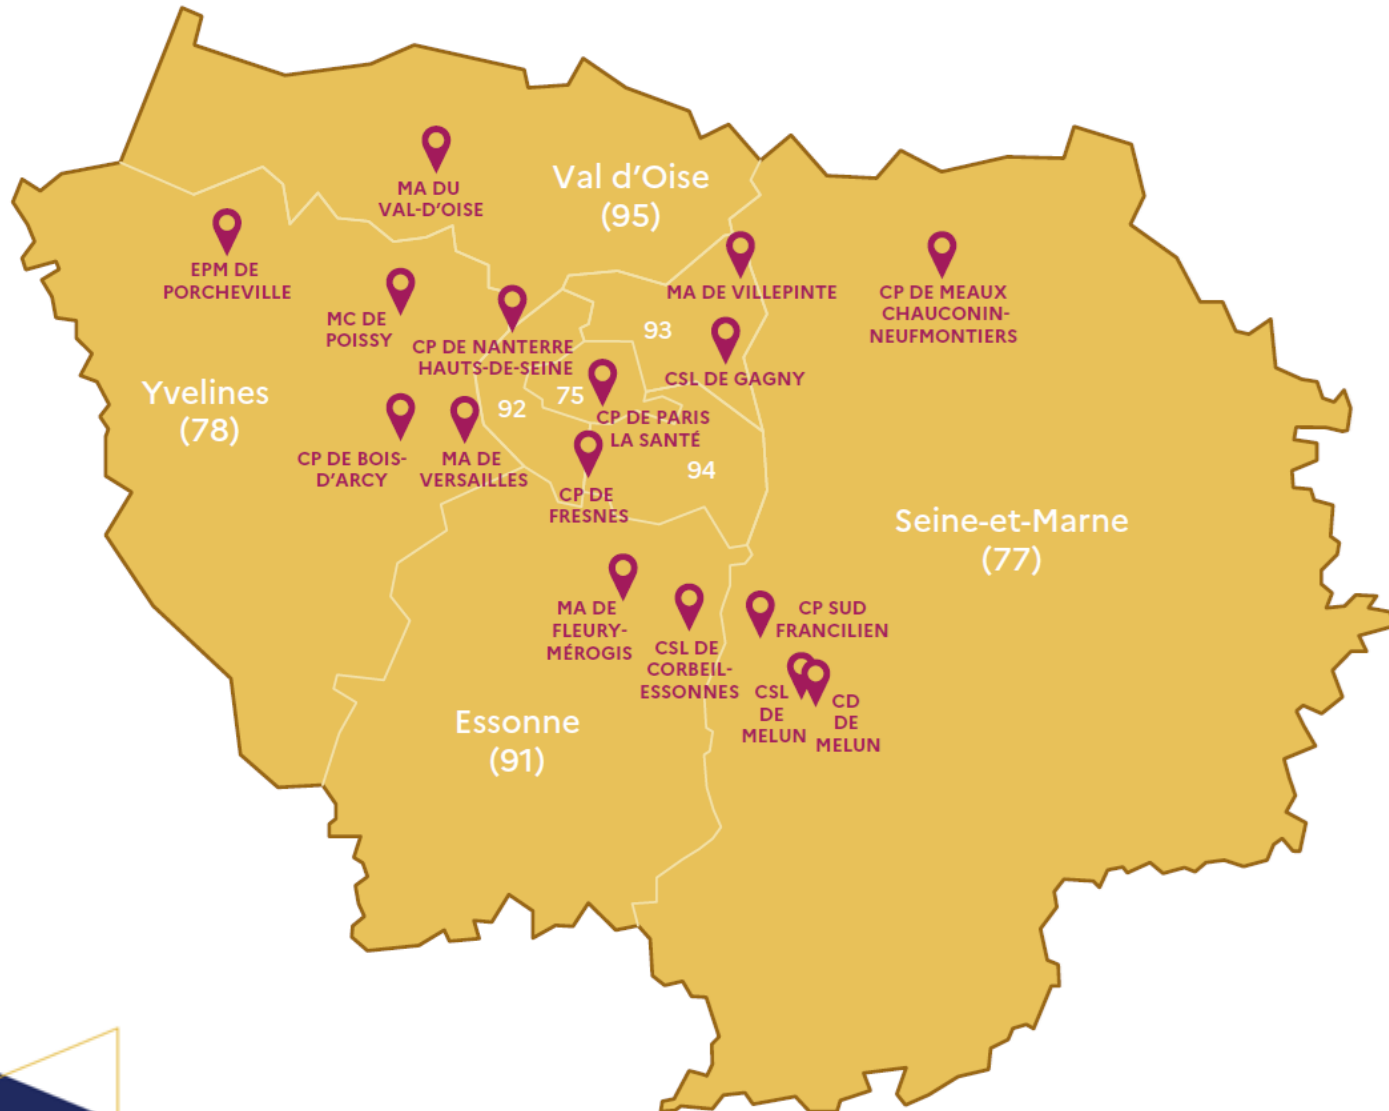 MA DU
VAL-D'OISE
Val d'Oise
(95)
EPM DE
PORCHEVILLE
MC DE
POISSY
CP DE NANTERRE
HAUTS-DE-SEINE
MA DE VILLEPINTE
CP DE MEAUX
CHAUCONIN-
NEUFMONTIERS
93
CSL DE GAGNY
Yvelines
(78)
92
75
CP DE PARIS
LA SANTÉ
CP DE BOIS-
D'ARCY
MA DE
VERSAILLES
94
CP DE
FRESNES
Seine-et-Marne
(77)
MA DE
FLEURY-
MÉROGIS
CSL DE
CORBEIL-
ESSONNES
CP SUD
FRANCILIEN
CSL
DE
MELUN
CD
DE
MELUN
Essonne
(91)